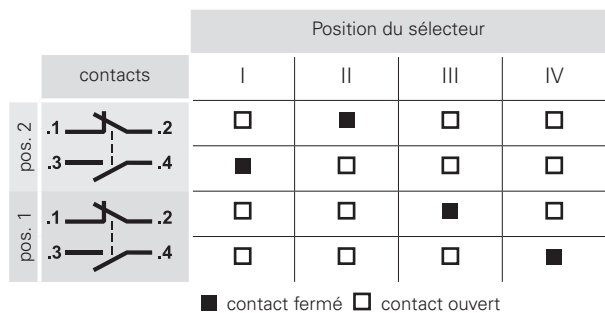 Position du sélecteur
contacts I II III IV
pos. 2
.1 .2
.3 .4
pos. 1
.1 .2
.3 .4
contact fermé contact ouvert